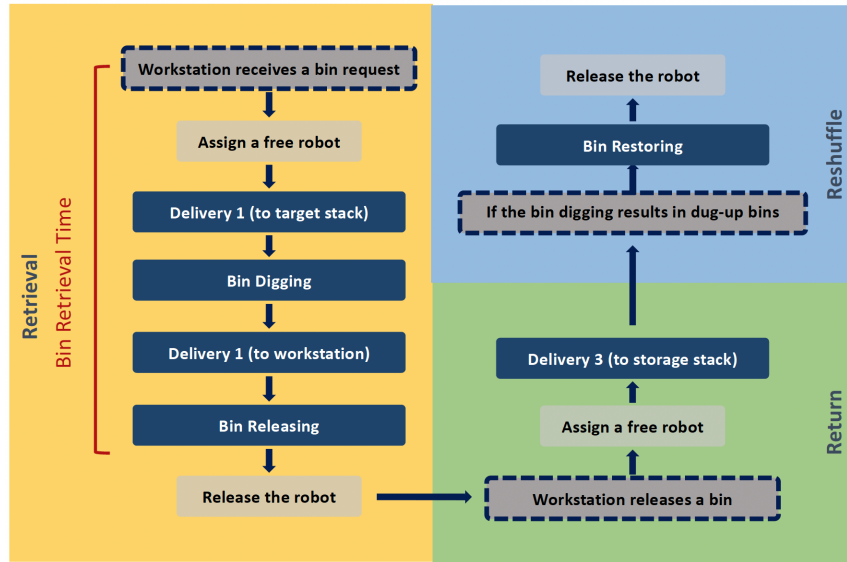 Retrieval
Bin Retrieval Time
Workstation receives a bin request
Assign a free robot
Delivery 1 (to target stack)
Bin Digging
Delivery 1 (to workstation)
Bin Releasing
Release the robot
Workstation releases a bin
Assign a free robot
Delivery 3 (to storage stack)
Return
If the bin digging results in dug-up bins
Bin Restoring
Release the robot
Reshuffle